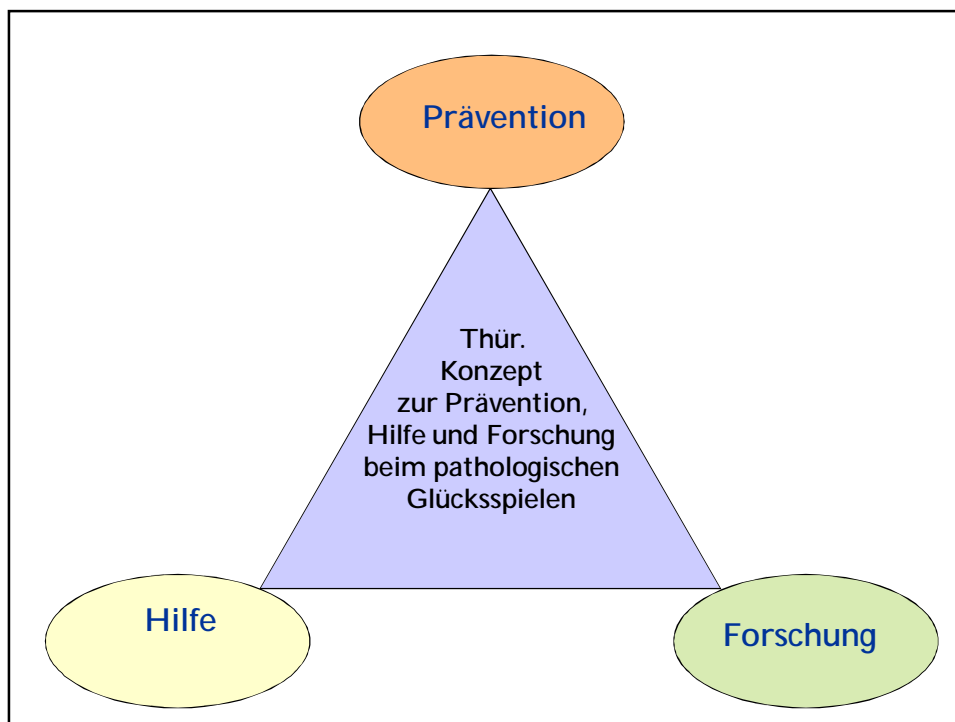 Prävention
Thür.
Konzept
zur Prävention,
Hilfe und Forschung
beim pathologischen
Glücksspielen
Hilfe
Forschung